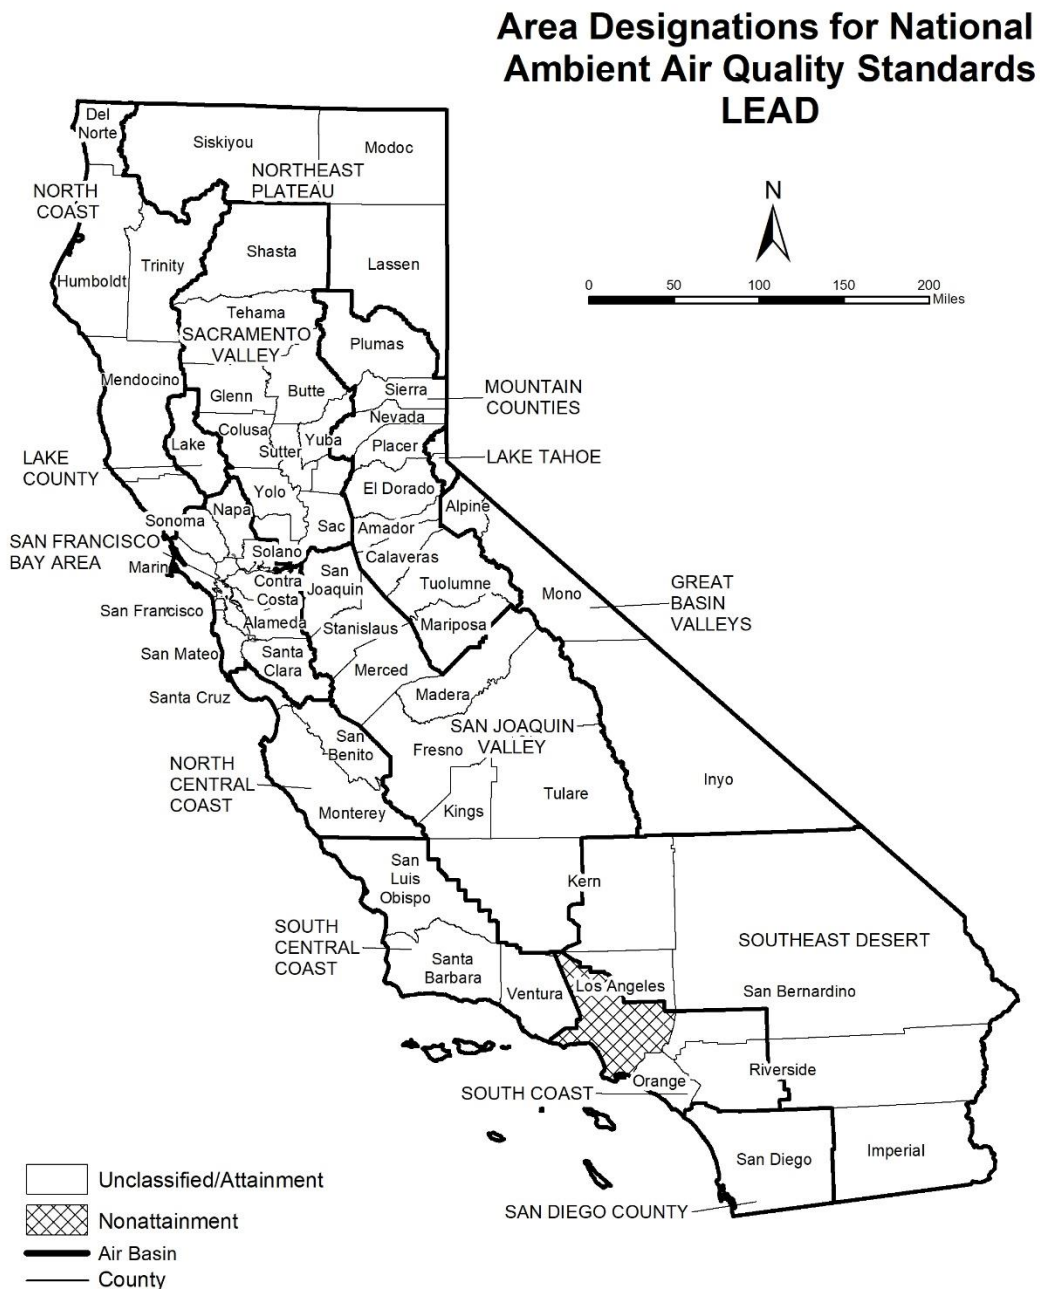 Area Designations for National
Ambient Air Quality Standards
LEAD
Del
Norte
Siskiyou
Modoc
NORTHEAST
PLATEAU
NORTH
COAST
N
Shasta
Trinity
Lassen
Humboldt
0 50 100 150 200
Miles
Tehama
SACRAMENTO
VALLEY
Plumas
Mendocino
Glenn
Butte
Sierra
MOUNTAIN
COUNTIES
Nevada
Colusa
Yuba
Sutter
Placer
Lake
LAKE
COUNTY
LAKE TAHOE
Yolo
El Dorado
Alpine
Napa
Sonoma
Sac
Amador
SAN FRANCISCO
BAY AREA
Solano
Calaveras
Marin
Contra
Costa
San
Joaquin
Tuolumne
Mono
GREAT
BASIN
VALLEYS
San Francisco
Alameda
Stanislaus
Mariposa
San Mateo
Santa
Clara
Merced
Santa Cruz
Madera
SAN JOAQUIN
VALLEY
San
Benito
Fresno
NORTH
CENTRAL
COAST
Inyo
Tulare
Monterey
Kings
San
Luis
Obispo
Kern
SOUTH
CENTRAL
COAST
SOUTHEAST DESERT
Santa
Barbara
Ventura
Los Angeles
San Bernardino
Riverside
Orange
SOUTH COAST
Imperial
San Diego
SAN DIEGO COUNTY
Unclassified/Attainment
Nonattainment
Air Basin
County